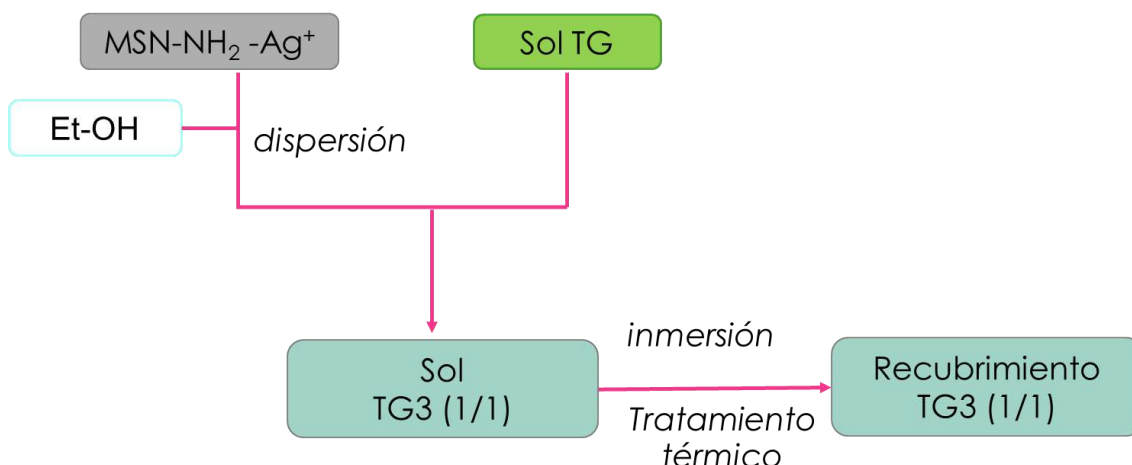 MSN-NH₂ -Ag⁺
Sol TG
Et-OH
dispersión
Sol
TG3 (1/1)
inmersión
Tratamiento
térmico
Recubrimiento
TG3 (1/1)